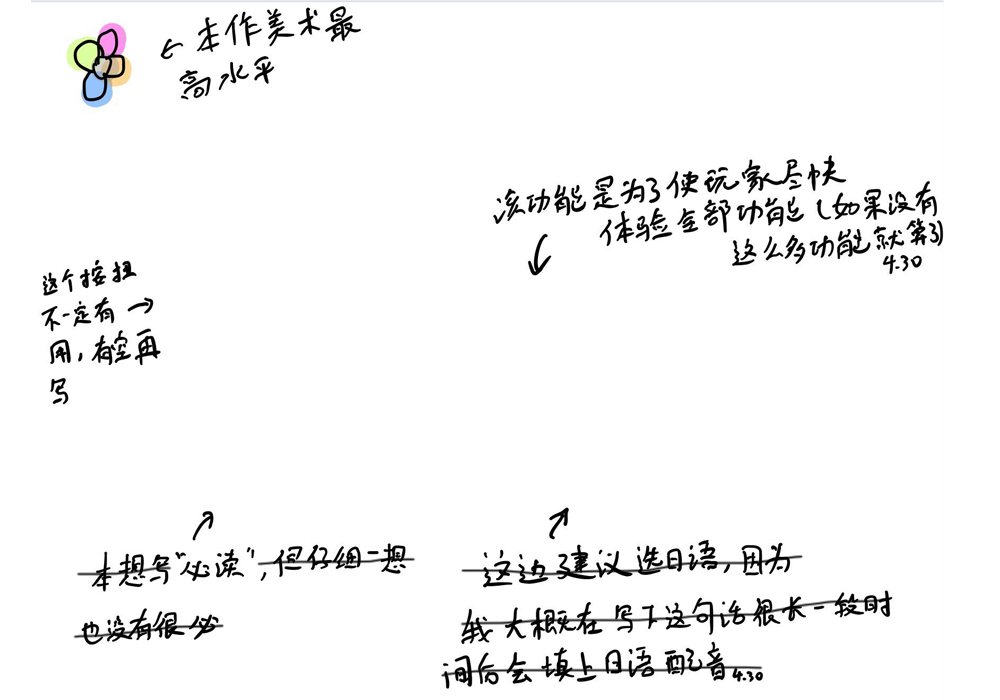 ←本作美术最
高水平
该功能是为了使玩家尽快
体验全部功能(如果没有
这么多功能就算了)
4.30
这个按扭
不一定有→
用,有空再
写
本想写“必读”,但仔细一想
也没有很必
这边建议选日语,因为
我大概在写下这句话很长一段时
间后会填上日语配音4.30